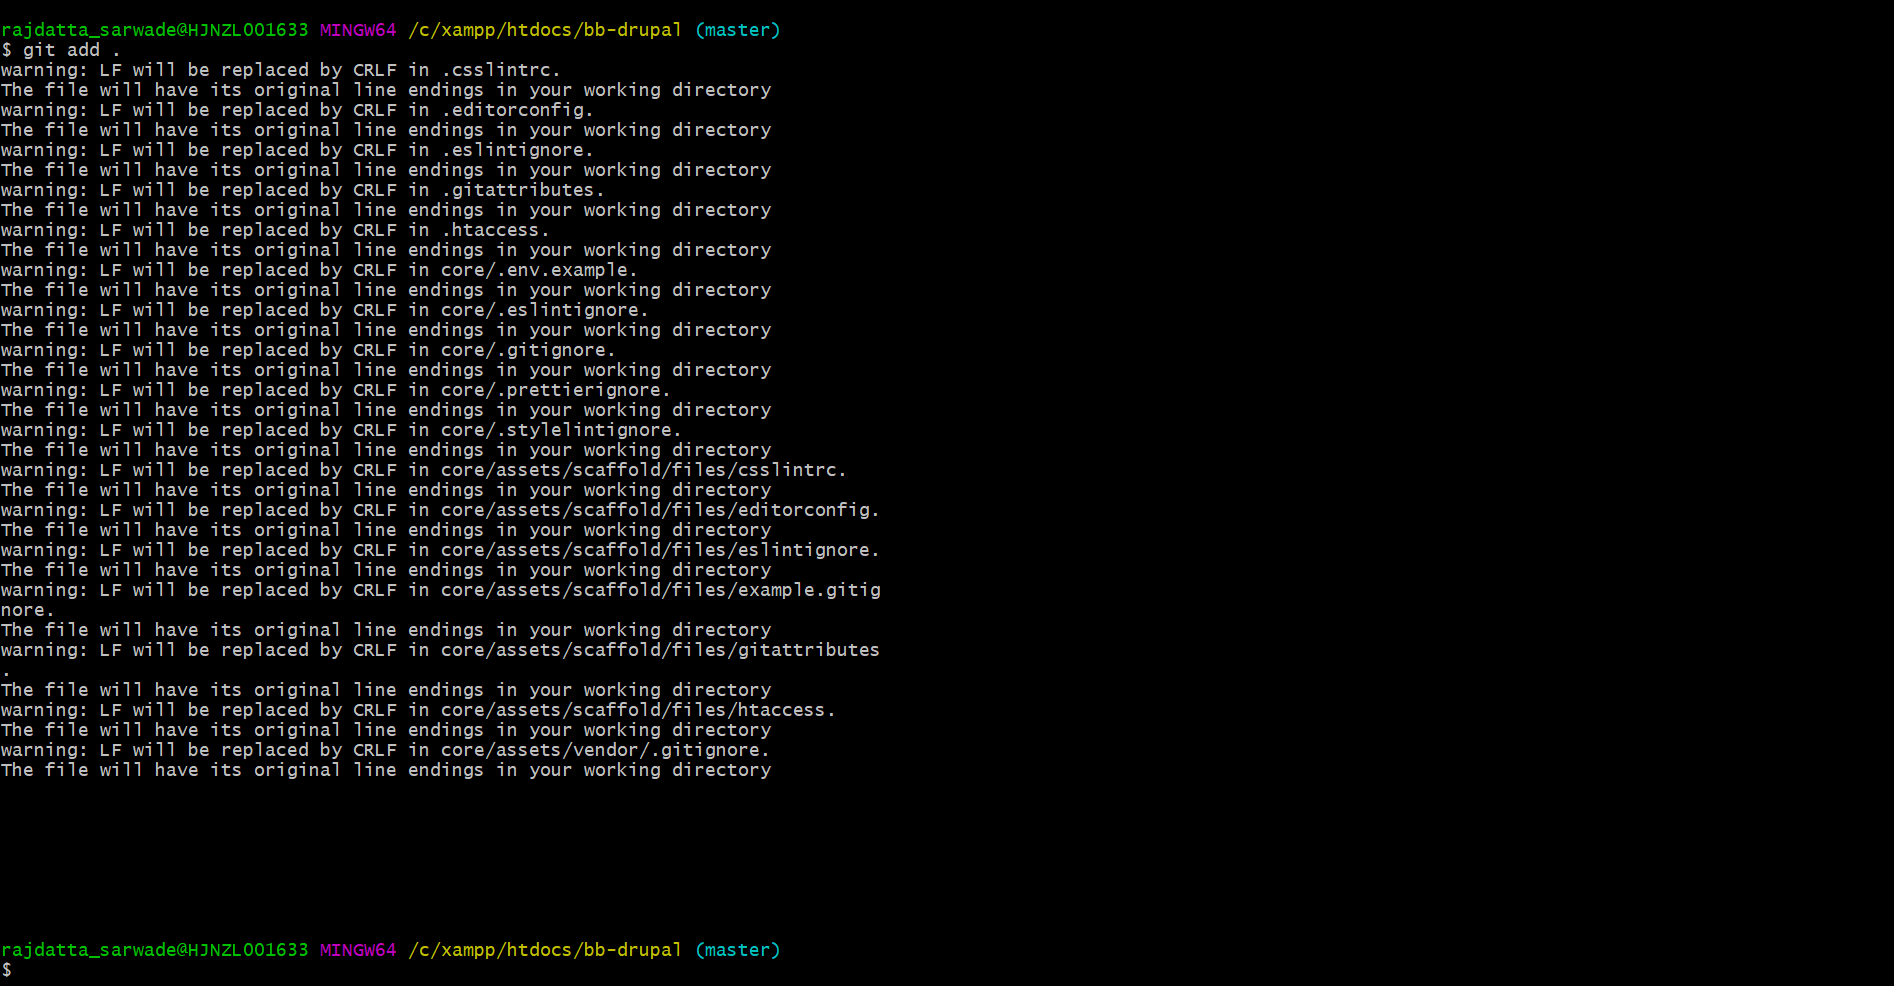 rajdatta_sarwade@HJNZL001633 MINGW64 /c/xampp/htdocs/bb-drupal (master)
$ git add .
warning: LF will be replaced by CRLF in .csslintrc.
The file will have its original line endings in your working directory
warning: LF will be replaced by CRLF in .editorconfig.
The file will have its original line endings in your working directory
warning: LF will be replaced by CRLF in .eslintignore.
The file will have its original line endings in your working directory
warning: LF will be replaced by CRLF in .gitattributes.
The file will have its original line endings in your working directory
warning: LF will be replaced by CRLF in .htaccess.
The file will have its original line endings in your working directory
warning: LF will be replaced by CRLF in core/.env.example.
The file will have its original line endings in your working directory
warning: LF will be replaced by CRLF in core/.eslintignore.
The file will have its original line endings in your working directory
warning: LF will be replaced by CRLF in core/.gitignore.
The file will have its original line endings in your working directory
warning: LF will be replaced by CRLF in core/.prettierignore.
The file will have its original line endings in your working directory
warning: LF will be replaced by CRLF in core/.stylelintignore.
The file will have its original line endings in your working directory
warning: LF will be replaced by CRLF in core/assets/scaffold/files/csslintrc.
The file will have its original line endings in your working directory
warning: LF will be replaced by CRLF in core/assets/scaffold/files/editorconfig.
The file will have its original line endings in your working directory
warning: LF will be replaced by CRLF in core/assets/scaffold/files/eslintignore.
The file will have its original line endings in your working directory
warning: LF will be replaced by CRLF in core/assets/scaffold/files/example.gitig
nore.
The file will have its original line endings in your working directory
warning: LF will be replaced by CRLF in core/assets/scaffold/files/gitattributes
.
The file will have its original line endings in your working directory
warning: LF will be replaced by CRLF in core/assets/scaffold/files/htaccess.
The file will have its original line endings in your working directory
warning: LF will be replaced by CRLF in core/assets/vendor/.gitignore.
The file will have its original line endings in your working directory
rajdatta_sarwade@HJNZL001633 MINGW64 /c/xampp/htdocs/bb-drupal (master)
$